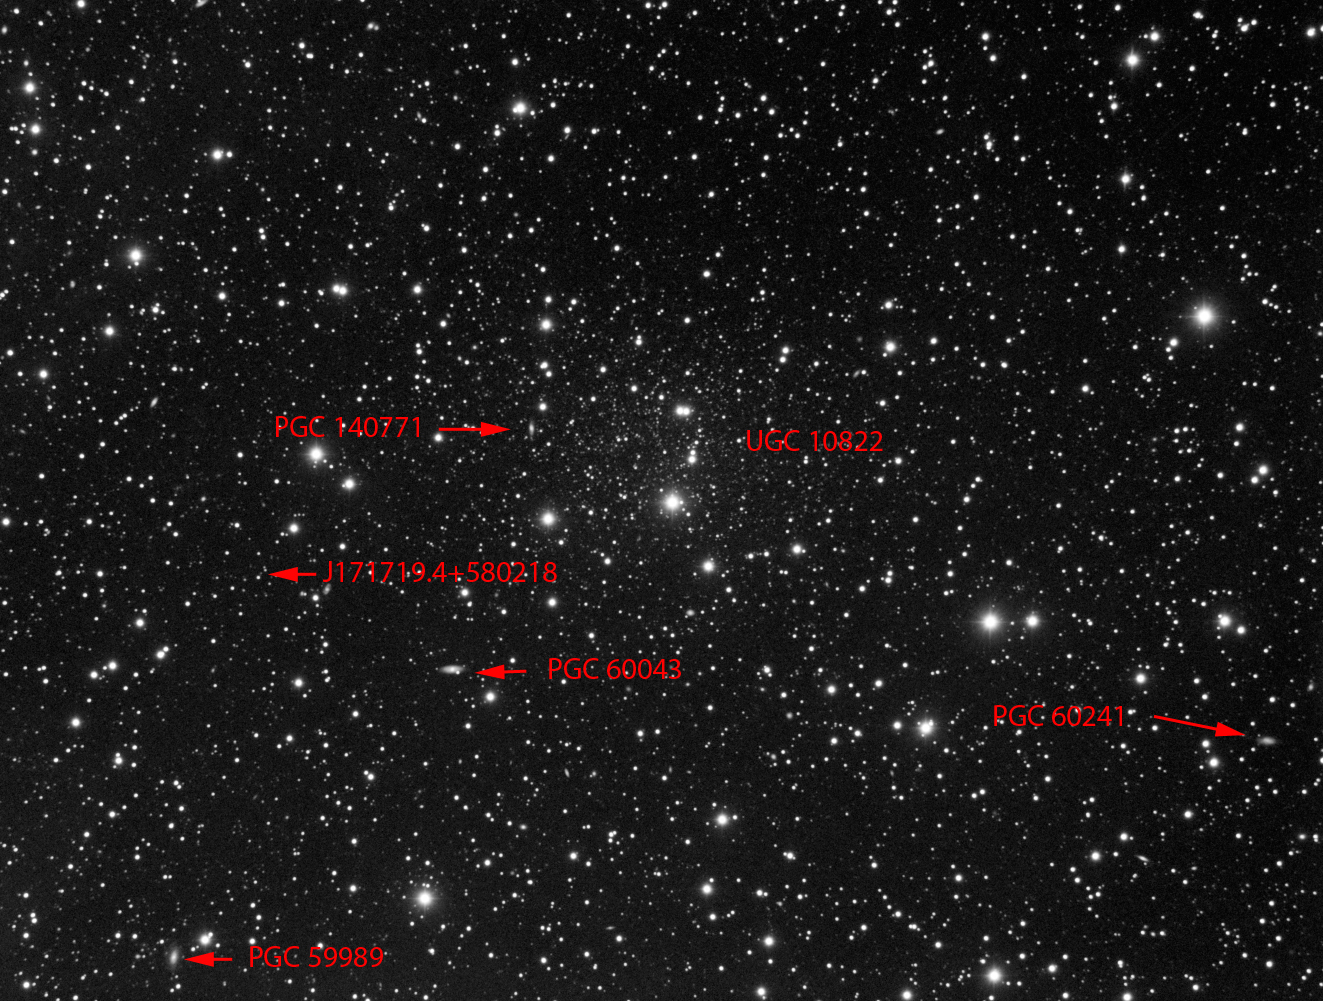 PGC 140771
UGC 10822
J171719.4+580218
PGC 60043
PGC 60241
PGC 59989